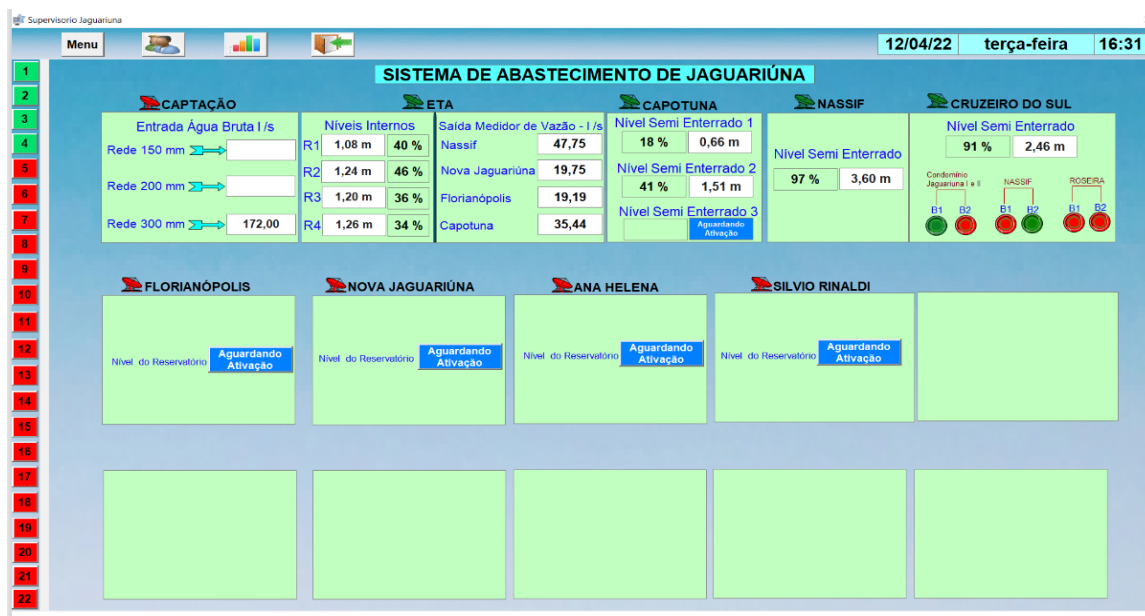 Supervisorio Jaguariuna
Menu
12/04/22 terça-feira 16:31
SISTEMA DE ABASTECIMENTO DE JAGUARIÚNA
1
2
3
4
5
6
7
8
9
10
11
12
13
14
15
16
17
18
19
20
21
22
CAPTAÇÃO
Entrada Água Bruta l /s
Rede 150 mm
Rede 200 mm
Rede 300 mm 172,00
ETA
Níveis Internos
R1 1,08 m 40 %
R2 1,24 m 46 %
R3 1,20 m 36 %
R4 1,26 m 34 %
Saída Medidor de Vazão - l /s
Nassif 47,75
Nova Jaguariúna 19,75
Florianópolis 19,19
Capotuna 35,44
CAPOTUNA
Nível Semi Enterrado 1
18 % 0,66 m
Nível Semi Enterrado 2
41 % 1,51 m
Nível Semi Enterrado 3
Aguardando
Ativação
NASSIF
Nível Semi Enterrado
97 % 3,60 m
CRUZEIRO DO SUL
Nível Semi Enterrado
91 % 2,46 m
Condomínio
Jaguariuna I e II
B1 B2
NASSIF
B1 B2
ROSEIRA
B1 B2
FLORIANÓPOLIS
Nível do Reservatório
Aguardando
Ativação
NOVA JAGUARIÚNA
Nível do Reservatório
Aguardando
Ativação
ANA HELENA
Nível do Reservatório
Aguardando
Ativação
SILVIO RINALDI
Nível do Reservatório
Aguardando
Ativação